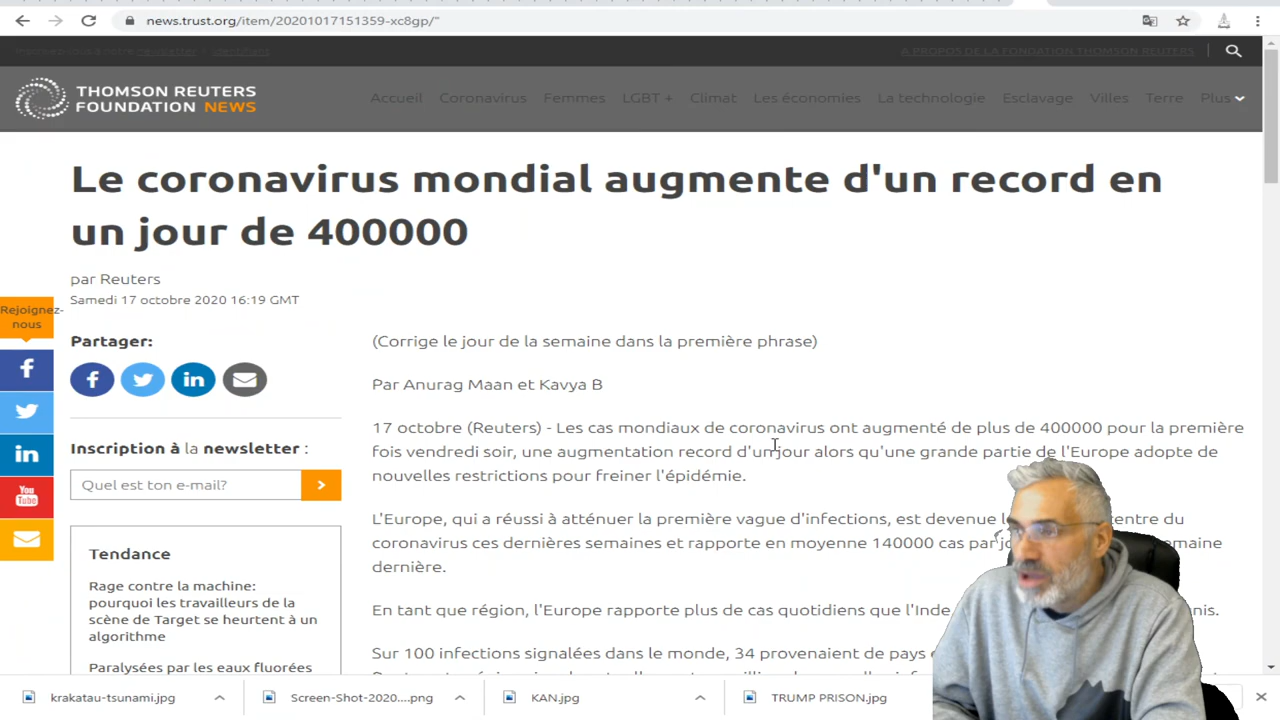 news.trust.org/item/20201017151359-xc8gp/"
A PROPOS DE LA FONDATION THOMSON REUTERS
THOMSON REUTERS
FOUNDATION NEWS
Accueil Coronavirus Femmes LGBT + Climat Les économies La technologie Esclavage Villes Terre Plus
Le coronavirus mondial augmente d'un record en
un jour de 400000
par Reuters
Samedi 17 octobre 2020 16:19 GMT
Rejoignez-
nous
Partager:
(Corrige le jour de la semaine dans la première phrase)
Par Anurag Maan et Kavya B
17 octobre (Reuters) - Les cas mondiaux de coronavirus ont augmenté de plus de 400000 pour la première
fois vendredi soir, une augmentation record d'un jour alors qu'une grande partie de l'Europe adopte de
nouvelles restrictions pour freiner l'épidémie.
Inscription à la newsletter :
Quel est ton e-mail?
L'Europe, qui a réussi à atténuer la première vague d'infections, est devenue centre du
coronavirus ces dernières semaines et rapporte en moyenne 140000 cas par semaine
dernière.
En tant que région, l'Europe rapporte plus de cas quotidiens que l'Inde
Sur 100 infections signalées dans le monde, 34 provenaient de pays
Tendance
Rage contre la machine:
pourquoi les travailleurs de la
scène de Target se heurtent à un
algorithme
Paralysées par les eaux fluorées
krakatau-tsunami.jpg
Screen-Shot-2020....png
KAN.jpg
TRUMP PRISON.jpg